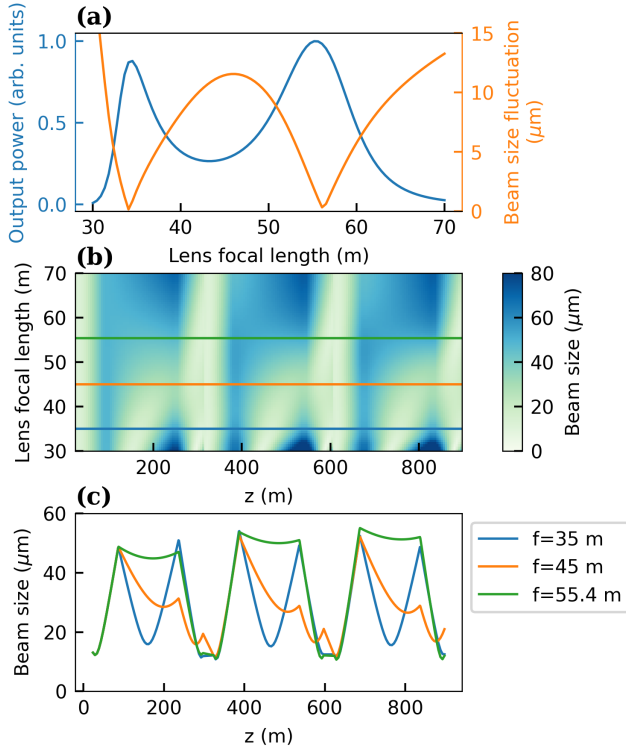 (a)
Output power (arb. units)
1.0
0.5
0.0
15
10
5
0
Beam size fluctuation
(μm)
30 40 50 60 70
Lens focal length (m)
(b)
Lens focal length (m)
70
60
50
40
30
200 400 600 800
z (m)
80
60
40
20
0
Beam size (μm)
(c)
Beam size (μm)
60
40
20
0
0 200 400 600 800
z (m)
f=35 m
f=45 m
f=55.4 m